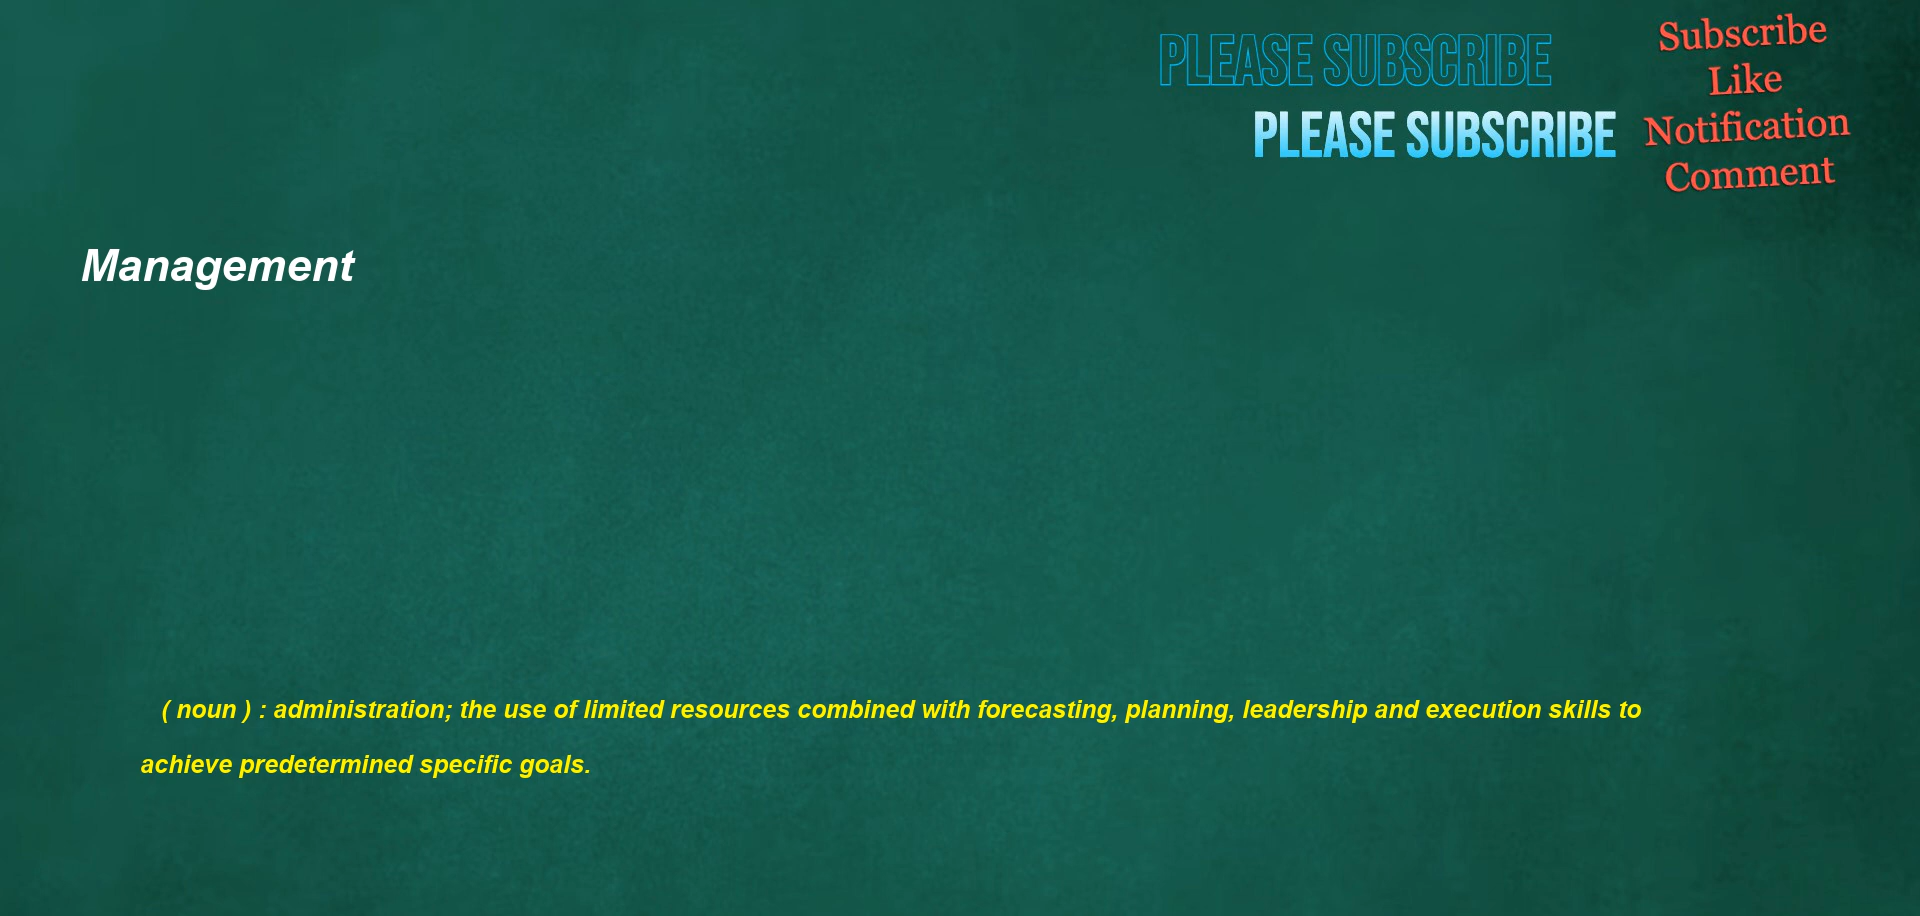 PLEASE SUBSCRIBE
PLEASE SUBSCRIBE
Subscribe
Like
Notification
Comment
Management
( noun ) : administration; the use of limited resources combined with forecasting, planning, leadership and execution skills to
achieve predetermined specific goals.